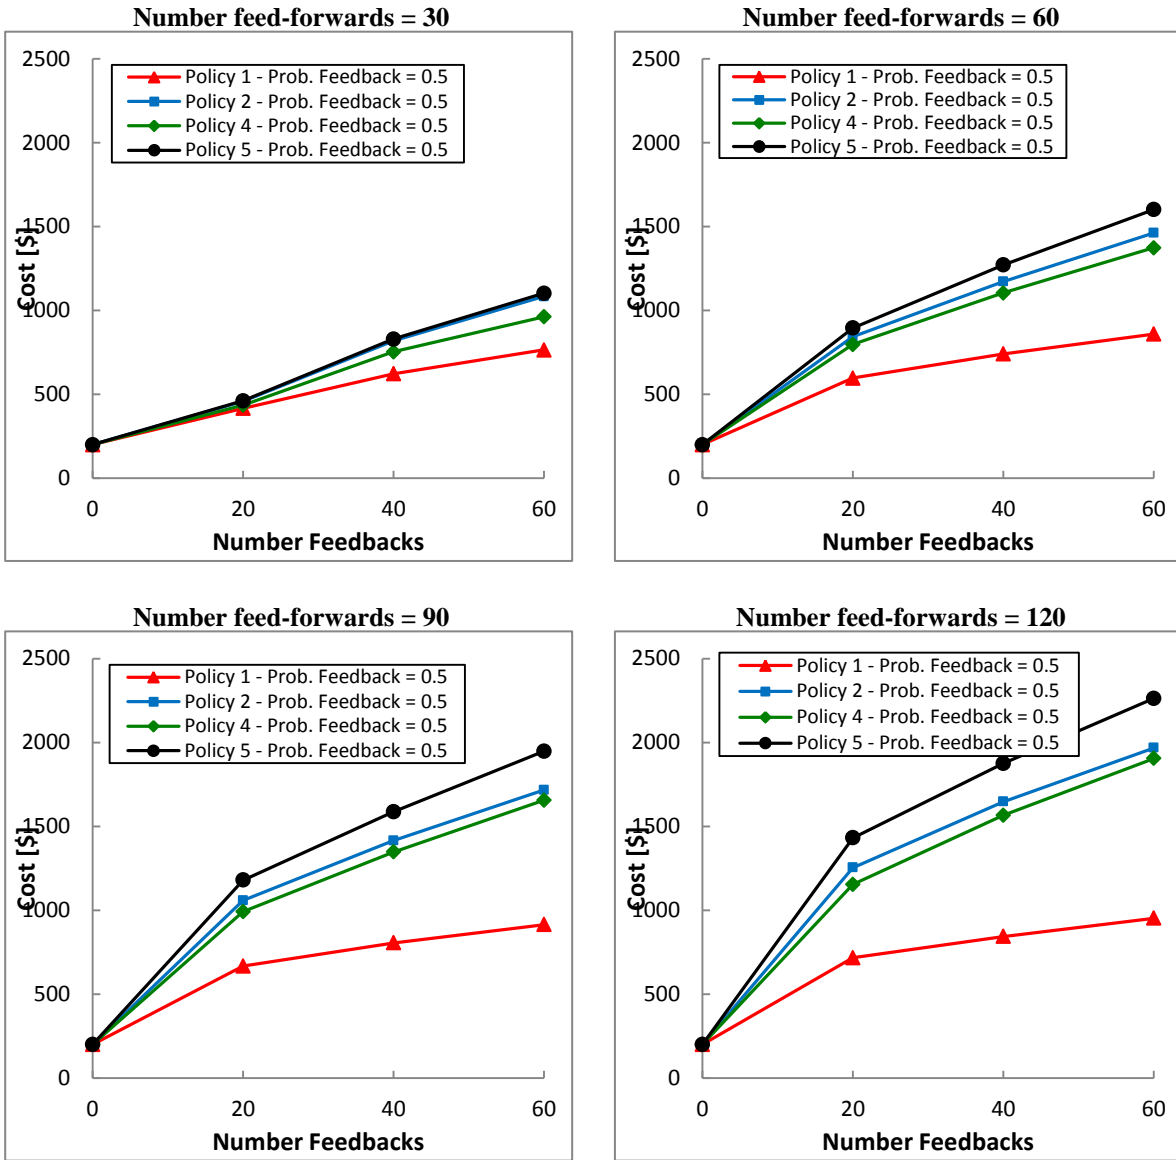 Number feed-forwards = 30
2500
2000
1500
1000
500
0
Cost [$]
Policy 1 - Prob. Feedback = 0.5
Policy 2 - Prob. Feedback = 0.5
Policy 4 - Prob. Feedback = 0.5
Policy 5 - Prob. Feedback = 0.5
0 20 40 60
Number Feedbacks
Number feed-forwards = 60
2500
2000
1500
1000
500
0
Cost [$]
Policy 1 - Prob. Feedback = 0.5
Policy 2 - Prob. Feedback = 0.5
Policy 4 - Prob. Feedback = 0.5
Policy 5 - Prob. Feedback = 0.5
0 20 40 60
Number Feedbacks
Number feed-forwards = 90
2500
2000
1500
1000
500
0
Cost [$]
Policy 1 - Prob. Feedback = 0.5
Policy 2 - Prob. Feedback = 0.5
Policy 4 - Prob. Feedback = 0.5
Policy 5 - Prob. Feedback = 0.5
0 20 40 60
Number Feedbacks
Number feed-forwards = 120
2500
2000
1500
1000
500
0
Cost [$]
Policy 1 - Prob. Feedback = 0.5
Policy 2 - Prob. Feedback = 0.5
Policy 4 - Prob. Feedback = 0.5
Policy 5 - Prob. Feedback = 0.5
0 20 40 60
Number Feedbacks